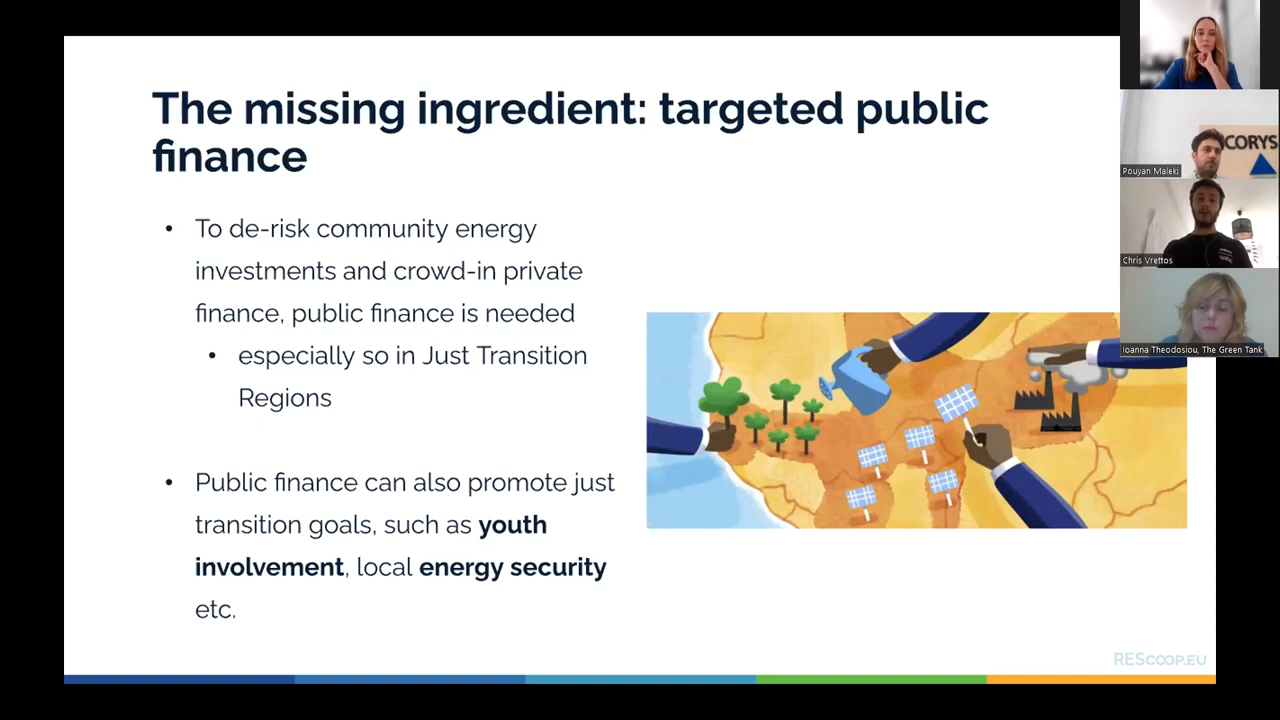 The missing ingredient: targeted public
finance
• To de-risk community energy
investments and crowd-in private
finance, public finance is needed
• especially so in Just Transition
Regions
• Public finance can also promote just
transition goals, such as youth
involvement, local energy security
etc.
REScoop.eu
CORYS
Pouyan Maleki
Chris Vrettos
Ioanna Theodosiou, The Green Tank